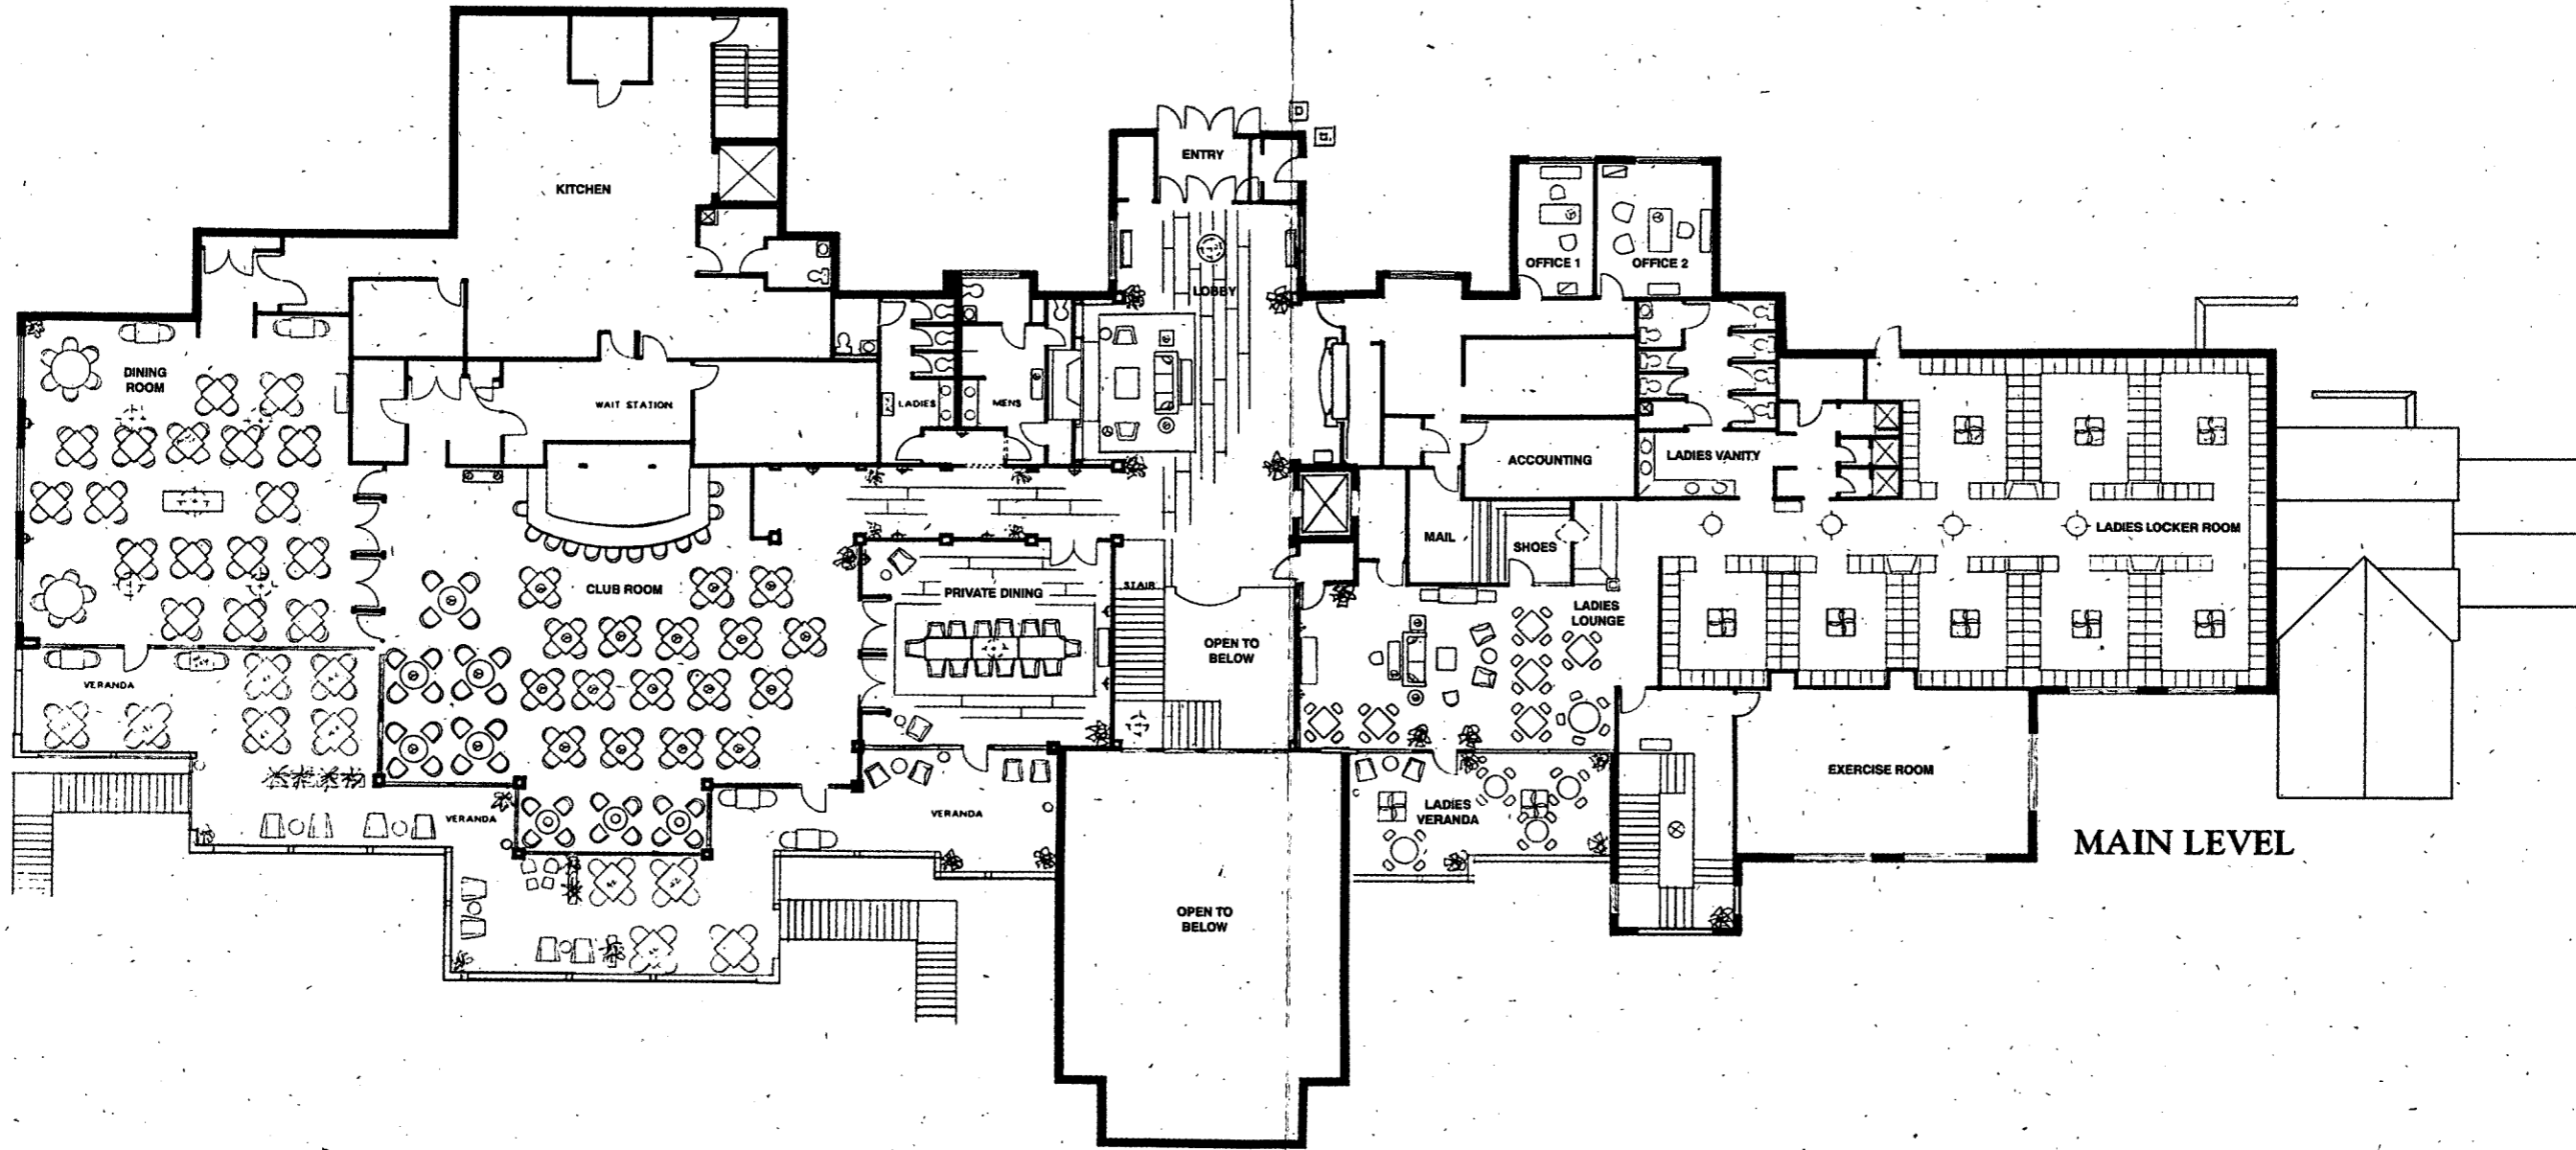 ENTRY
KITCHEN
OFFICE 1
OFFICE 2
LOBBY
DINING
ROOM
WAIT STATION
LADIES
MENS
ACCOUNTING
LADIES VANITY
LADIES LOCKER ROOM
MAIL
SHOES
CLUB ROOM
PRIVATE DINING
STAIR
LADIES
LOUNGE
OPEN TO
BELOW
VERANDA
EXERCISE ROOM
VERANDA
VERANDA
LADIES
VERANDA
MAIN LEVEL
OPEN TO
BELOW